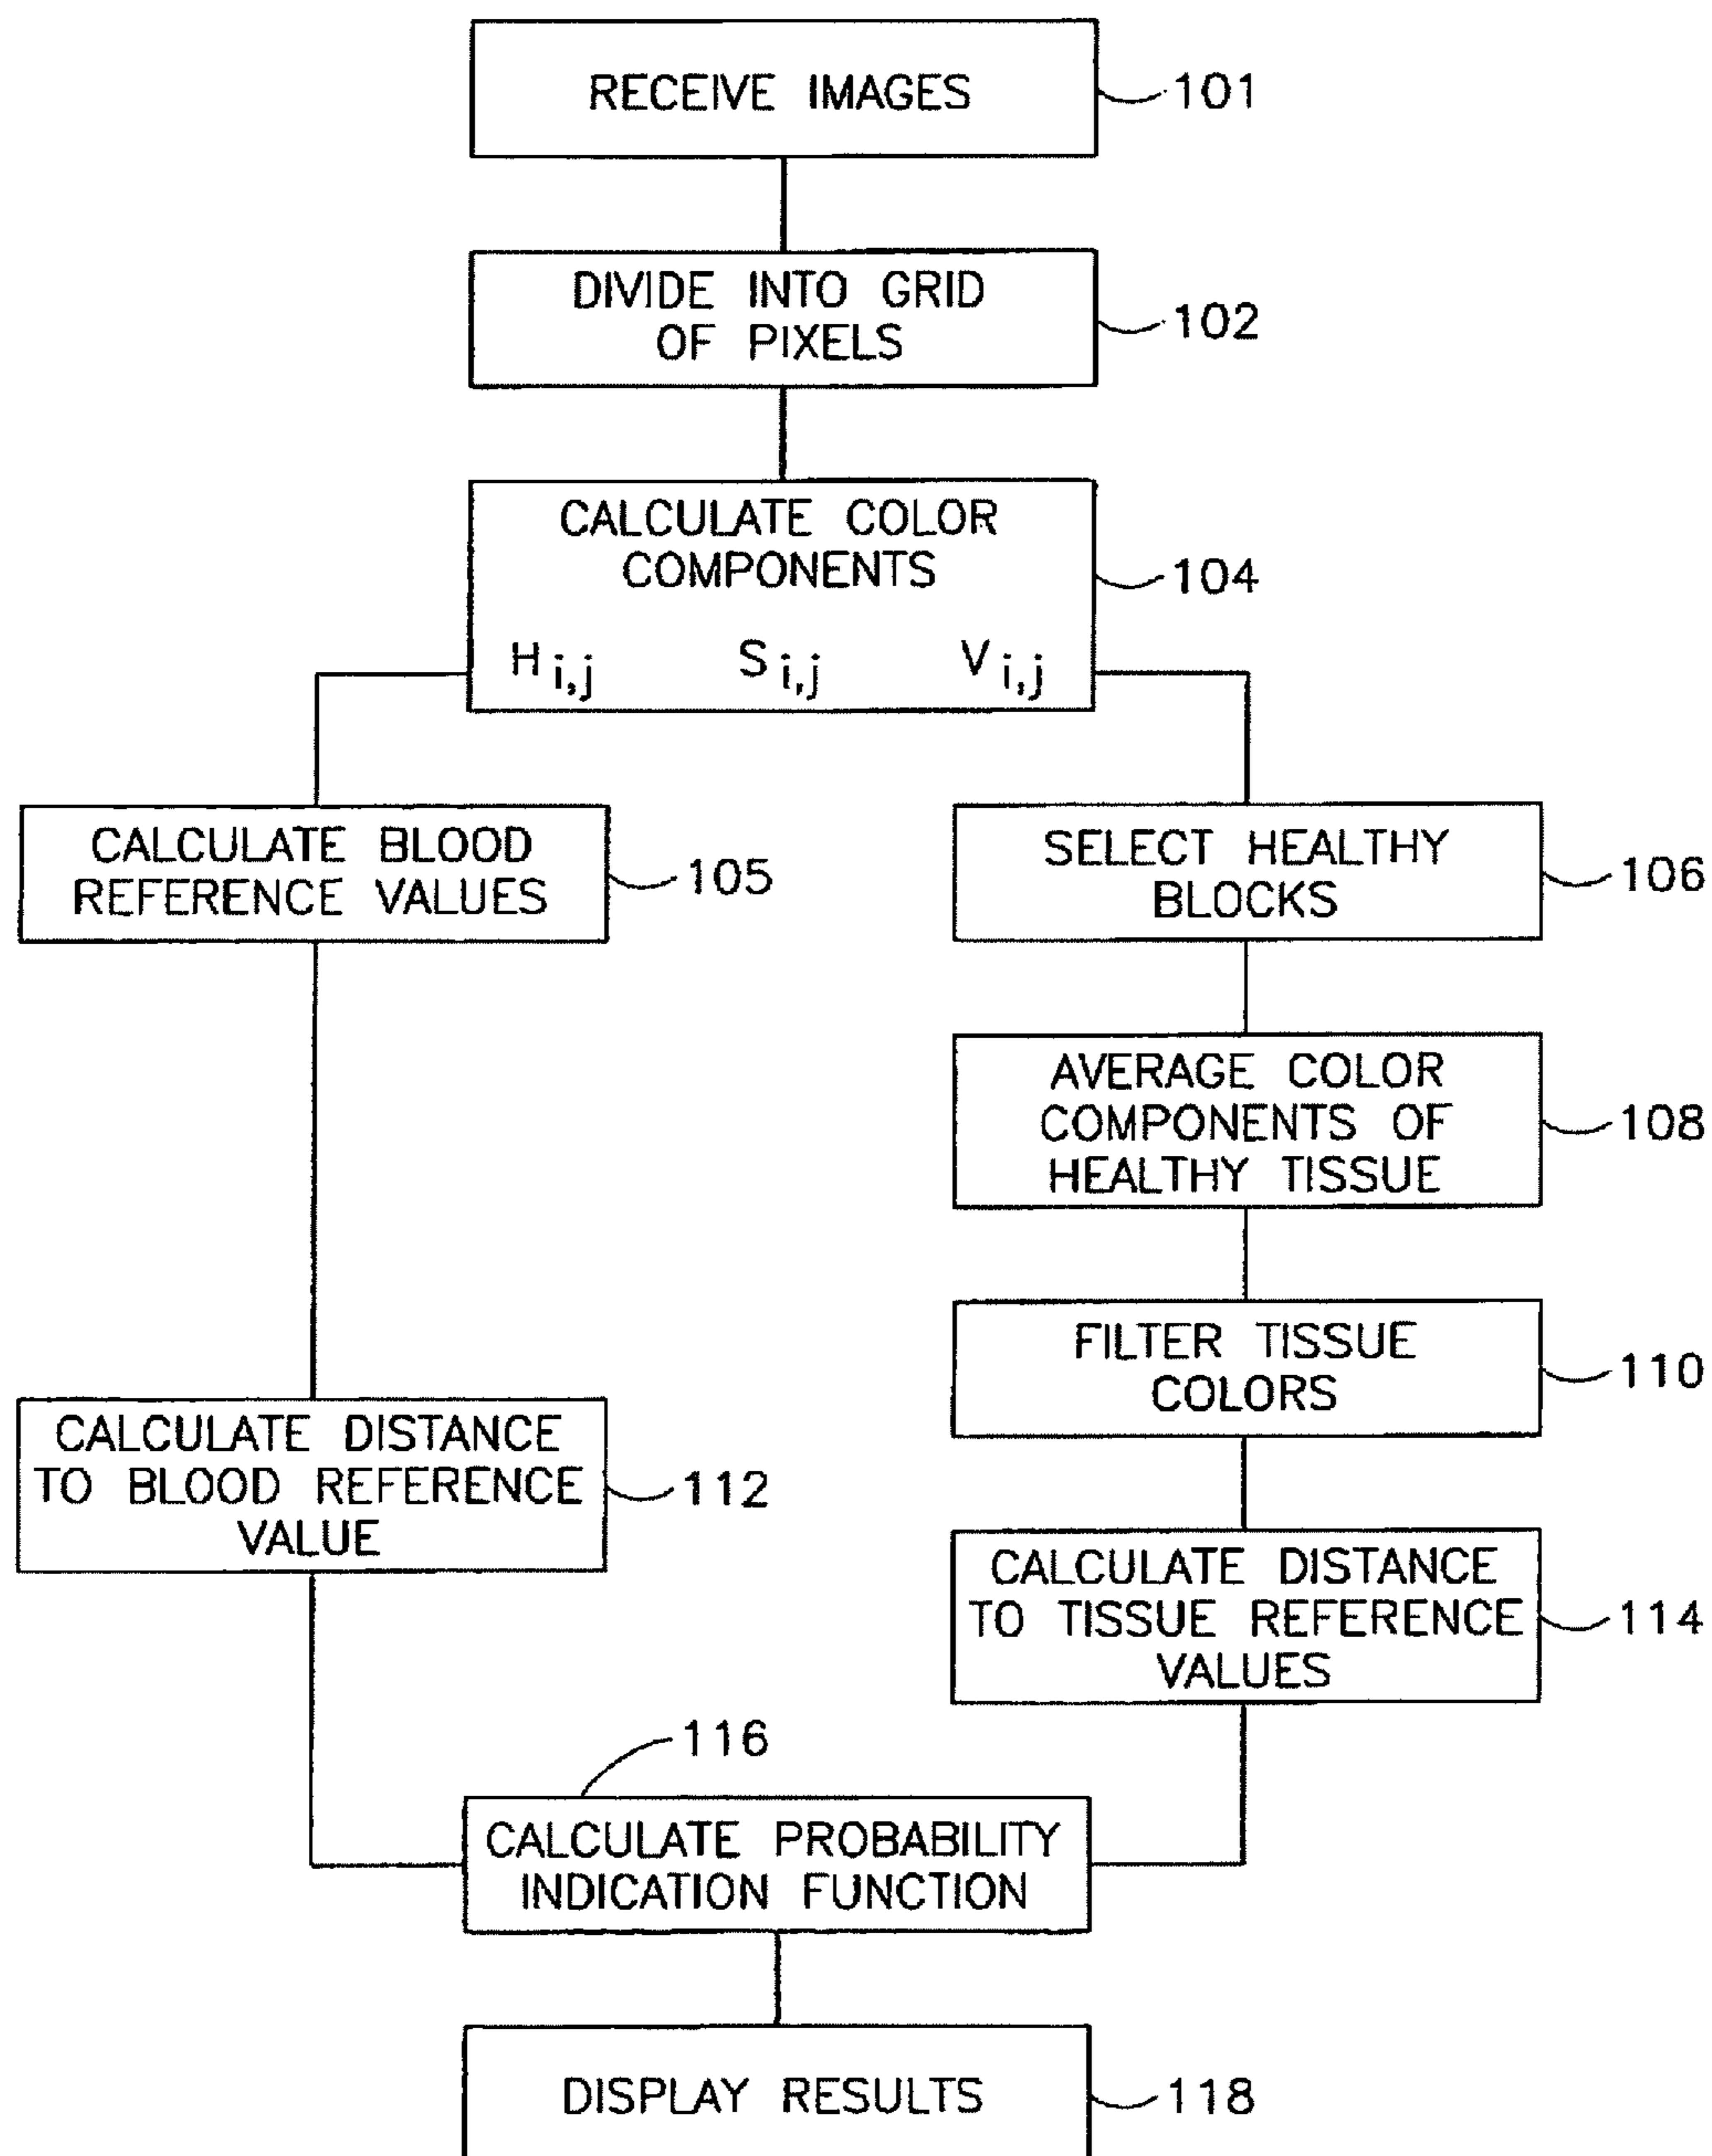 RECEIVE IMAGES
101
DIVIDE INTO GRID
OF PIXELS
102
CALCULATE COLOR
COMPONENTS
104
H i,j S i,j V i,j
CALCULATE BLOOD
REFERENCE VALUES
105
SELECT HEALTHY
BLOCKS
106
AVERAGE COLOR
COMPONENTS OF
HEALTHY TISSUE
108
FILTER TISSUE
COLORS
110
CALCULATE DISTANCE
TO BLOOD REFERENCE
VALUE
112
CALCULATE DISTANCE
TO TISSUE REFERENCE
VALUES
114
116
CALCULATE PROBABILITY
INDICATION FUNCTION
DISPLAY RESULTS
118